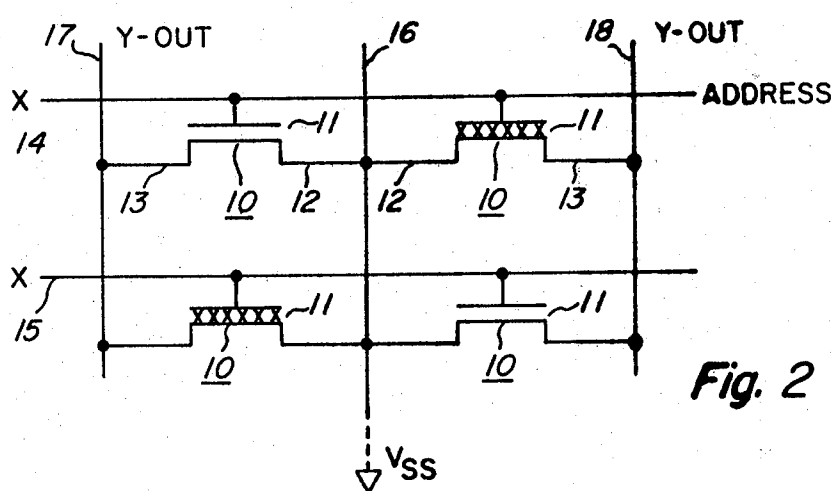 17 Y-OUT 16 18 Y-OUT
X ADDRESS
14 11 11
13 10 12 12 10 13
X
15 11 11
10 10
Fig. 2
VSS